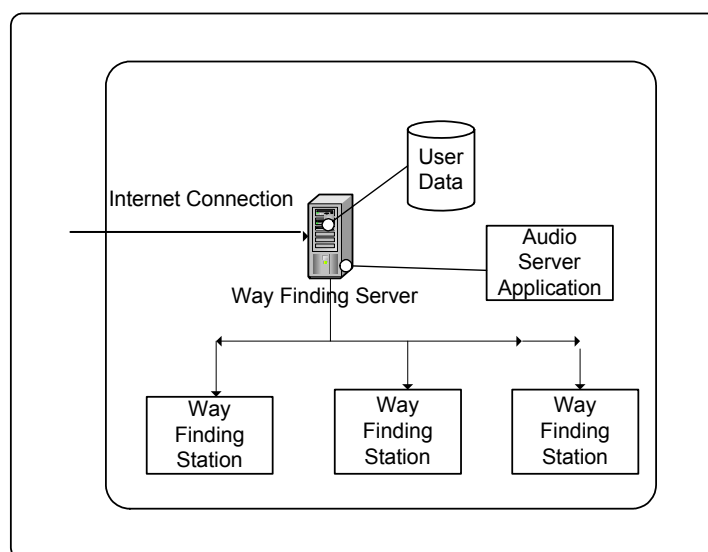 User
Data
Internet Connection
Audio
Server
Application
Way Finding Server
Way
Finding
Station
Way
Finding
Station
Way
Finding
Station